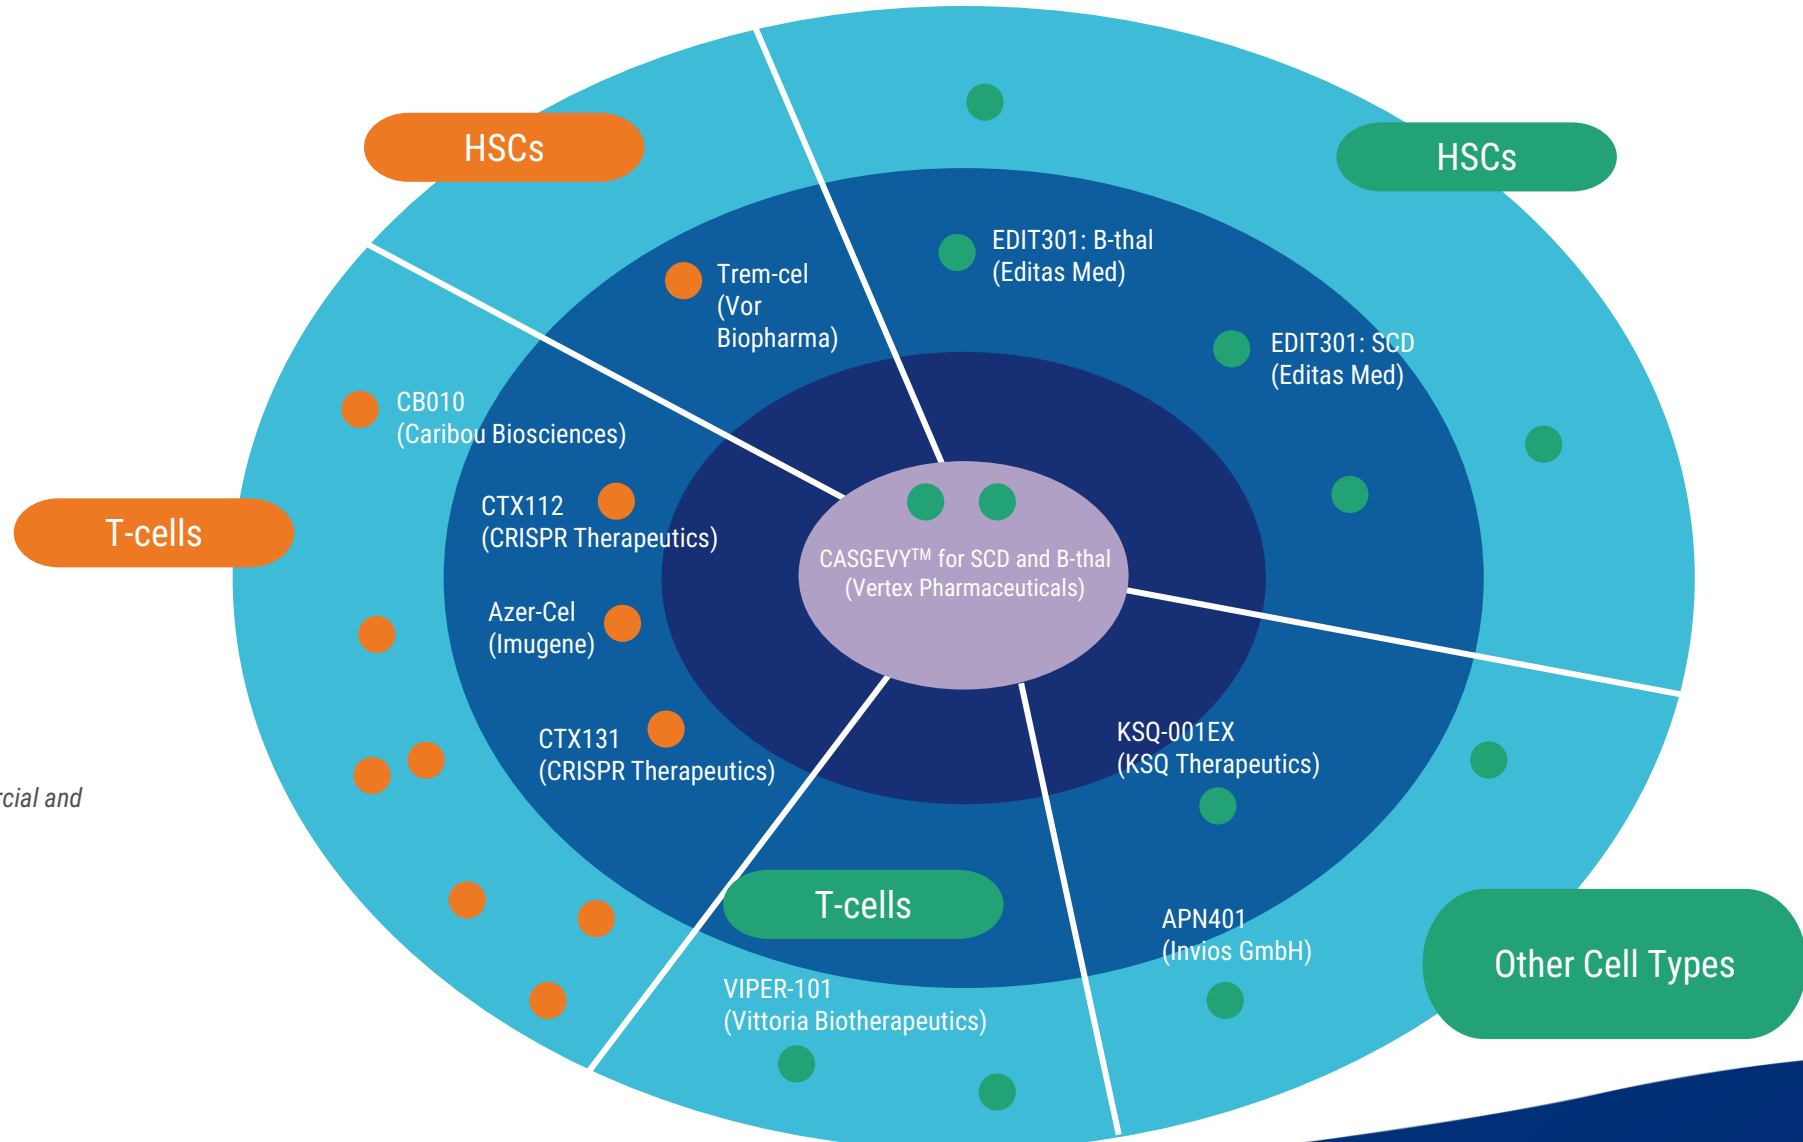 HSCs
HSCs
EDIT301: B-thal
(Editas Med)
Trem-cel
(Vor
Biopharma)
EDIT301: SCD
(Editas Med)
CB010
(Caribou Biosciences)
CTX112
(CRISPR Therapeutics)
T-cells
CASGEVY™ for SCD and B-thal
(Vertex Pharmaceuticals)
Azer-Cel
(Imugene)
CTX131
(CRISPR Therapeutics)
KSQ-001EX
(KSQ Therapeutics)
rcial and
T-cells
APN401
(Invios GmbH)
Other Cell Types
VIPER-101
(Vittoria Biotherapeutics)